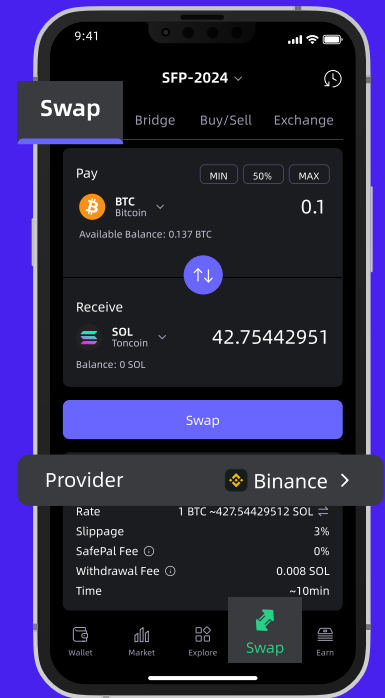 9:41
SFP-2024
Swap
Bridge
Buy/Sell
Exchange
Pay
MIN
50%
MAX
BTC
Bitcoin
0.1
Available Balance: 0.137 BTC
Receive
SOL
Toncoin
42.75442951
Balance: 0 SOL
Swap
Provider
Binance
Rate
1 BTC ~427.54429512 SOL
Slippage
3%
SafePal Fee
0%
Withdrawal Fee
0.008 SOL
Time
~10min
Wallet
Market
Explore
Swap
Earn